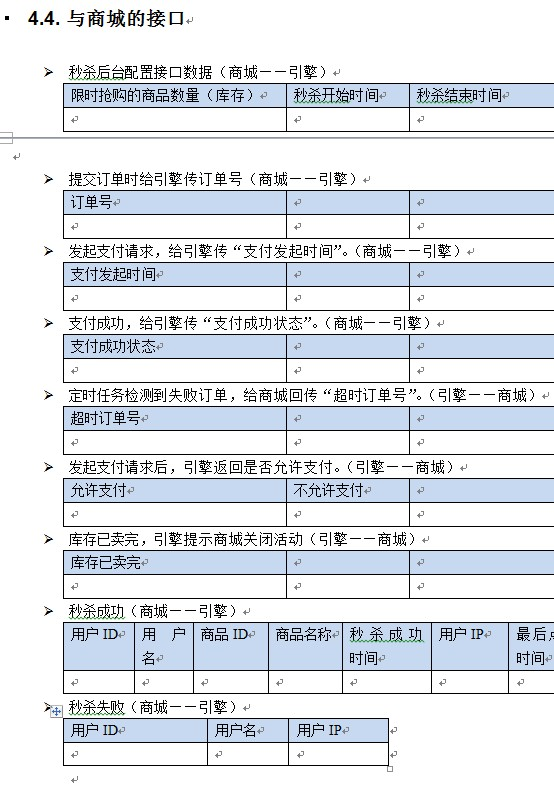 4.4. 与商城的接口
秒杀后台配置接口数据（商城——引擎）
限时抢购的商品数量（库存） 秒杀开始时间 秒杀结束时间
提交订单时给引擎传订单号（商城——引擎）
订单号
发起支付请求，给引擎传“支付发起时间”。（商城——引擎）
支付发起时间
支付成功，给引擎传“支付成功状态”。（商城——引擎）
支付成功状态
定时任务检测到失败订单，给商城回传“超时订单号”。（引擎——商城）
超时订单号
发起支付请求后，引擎返回是否允许支付。（引擎——商城）
允许支付 不允许支付
库存已卖完，引擎提示商城关闭活动（引擎——商城）
库存已卖完
秒杀成功（商城——引擎）
用户 ID 用户 商品 ID 商品名称 秒杀成功 用户 IP 最后
名 时间 时间
秒杀失败（商城——引擎）
用户 ID 用户名 用户 IP